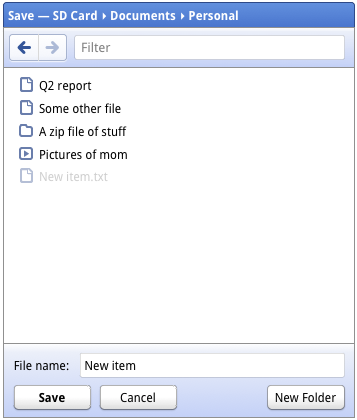 Save — SD Card › Documents › Personal
Filter
Q2 report
Some other file
A zip file of stuff
Pictures of mom
New item.txt
File name: New item
Save Cancel New Folder